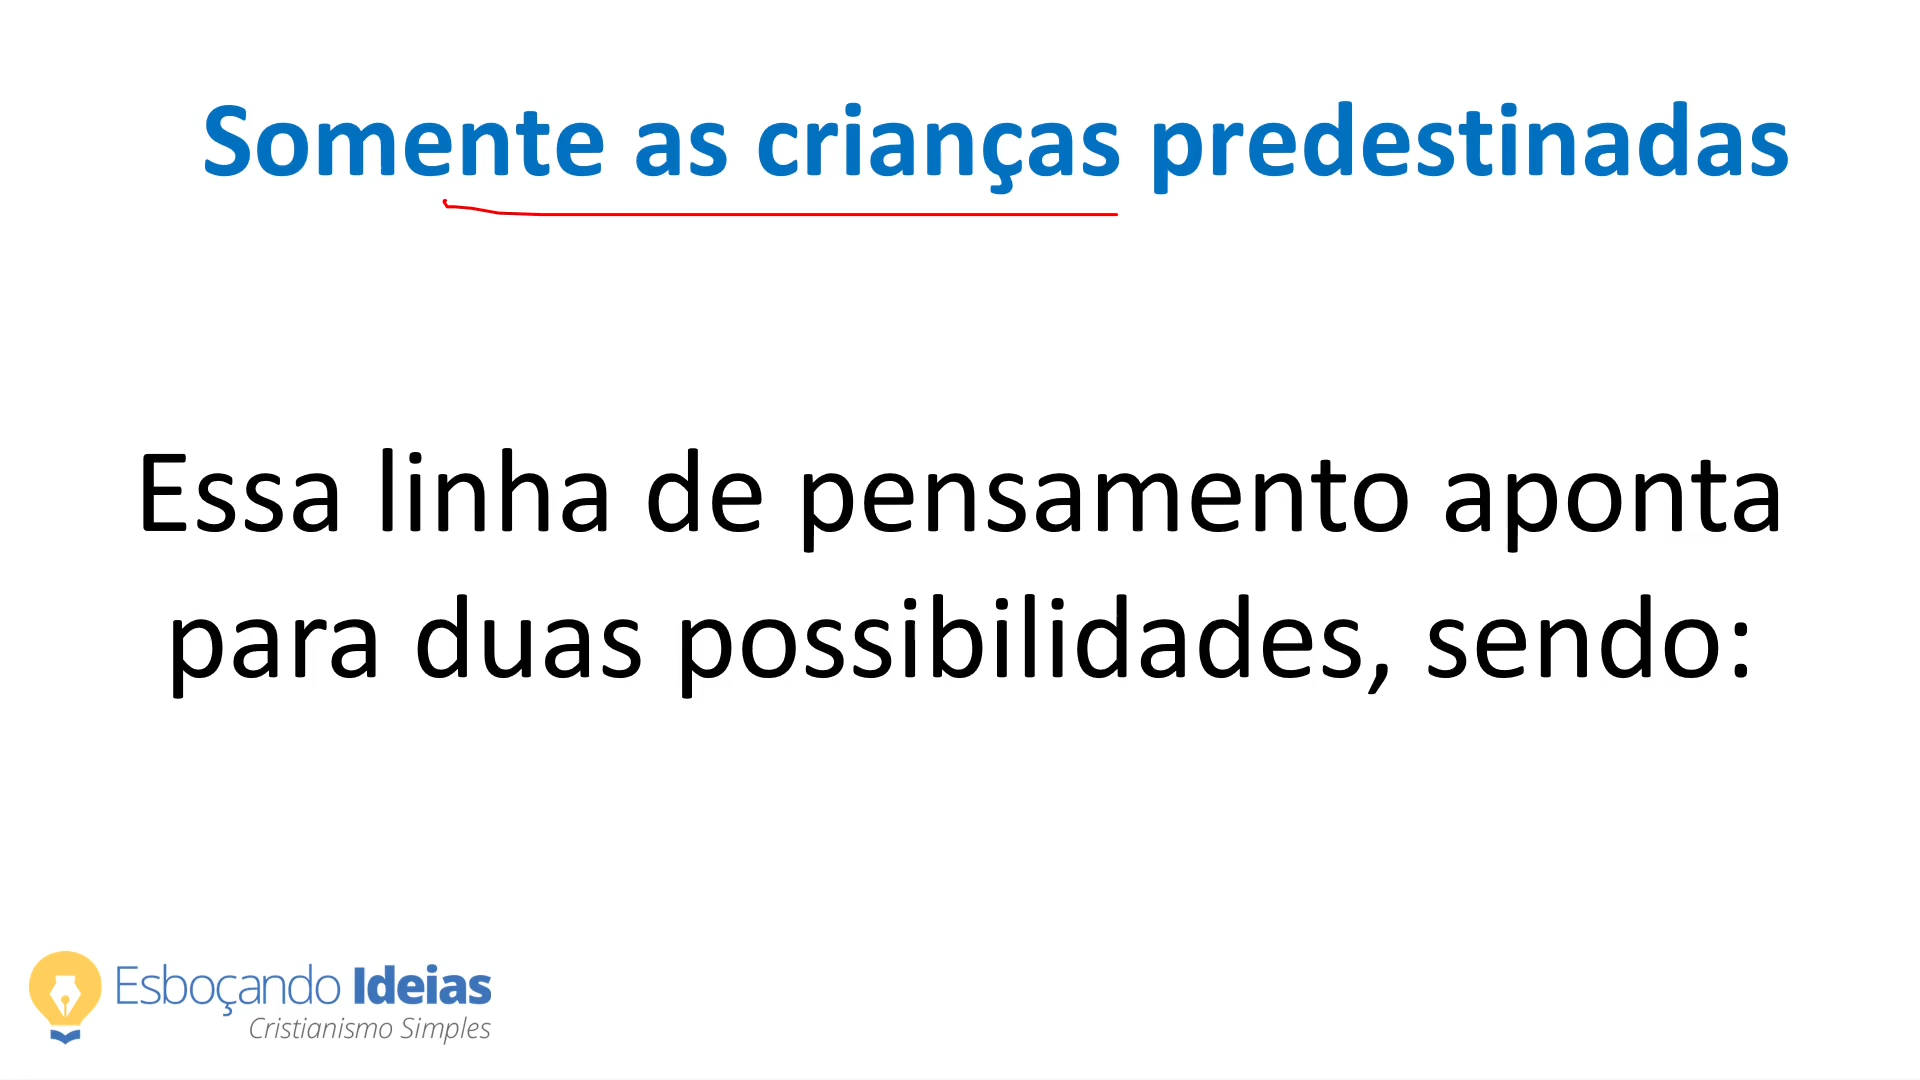 Somente as crianças predestinadas
Essa linha de pensamento aponta
para duas possibilidades, sendo:
Esboçando Ideias
Cristianismo Simples